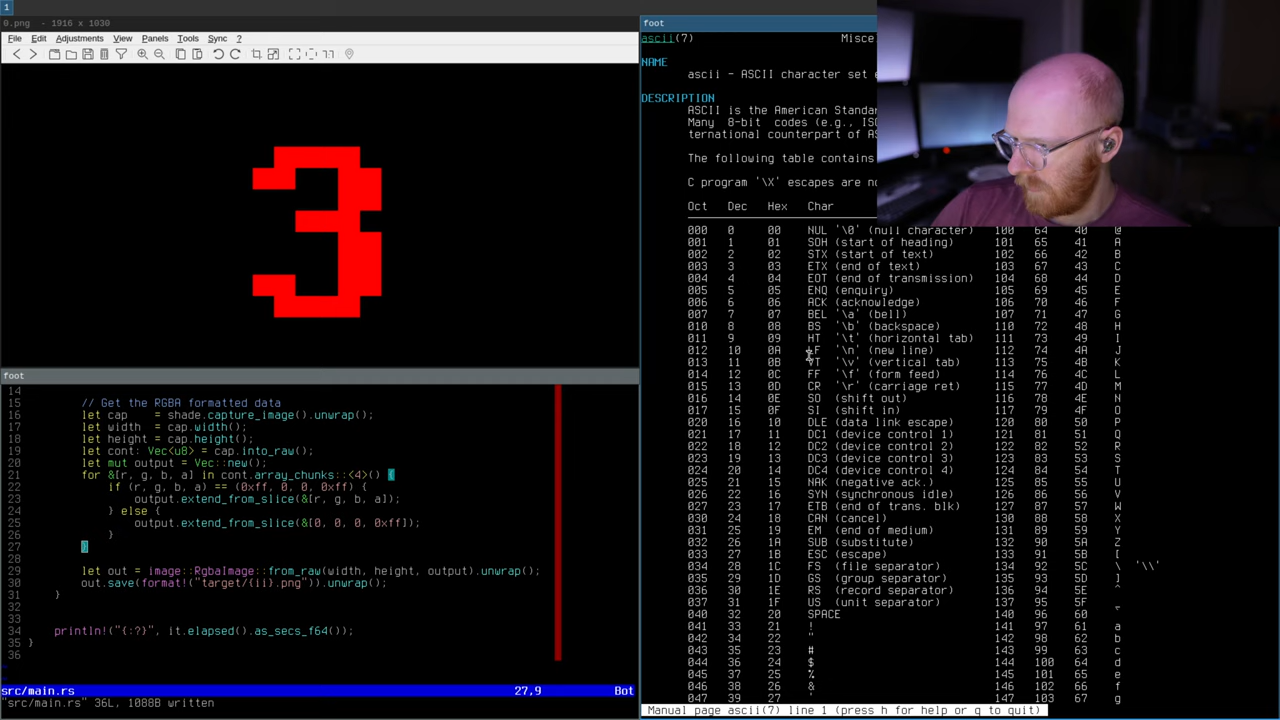 1
0.png - 1916 x 1030
File Edit Adjustments View Panels Tools Sync ?
3
foot
14
15 // Get the RGBA formatted data
16 let cap = shade.capture_image().unwrap();
17 let width = cap.width();
18 let height = cap.height();
19 let cont: Vec<u8> = cap.into_raw();
20 let mut output = Vec::new();
21 for &[r, g, b, a] in cont.array_chunks::<4>() {
22 if (r, g, b, a) == (0xff, 0, 0, 0xff) {
23 output.extend_from_slice(&[r, g, b, a]);
24 } else {
25 output.extend_from_slice(&[0, 0, 0, 0xff]);
26 }
27 }
28
29 let out = image::RgbaImage::from_raw(width, height, output).unwrap();
30 out.save(format!("target/{ii}.png")).unwrap();
31 }
32
33
34 println!("{:?}", it.elapsed().as_secs_f64());
35 }
36
src/main.rs 27,9 Bot
"src/main.rs" 36L, 1088B written
foot
ascii(7) Misce
NAME
ascii - ASCII character set
DESCRIPTION
ASCII is the American Standar
Many 8-bit codes (e.g., ISO
ternational counterpart of AS
The following table contains
C program '\X' escapes are no
Oct Dec Hex Char
000 0 00 NUL '\0' (null character) 100 64 40 @
001 1 01 SOH (start of heading) 101 65 41 A
002 2 02 STX (start of text) 102 66 42 B
003 3 03 ETX (end of text) 103 67 43 C
004 4 04 EOT (end of transmission) 104 68 44 D
005 5 05 ENQ (enquiry) 105 69 45 E
006 6 06 ACK (acknowledge) 106 70 46 F
007 7 07 BEL '\a' (bell) 107 71 47 G
010 8 08 BS '\b' (backspace) 110 72 48 H
011 9 09 HT '\t' (horizontal tab) 111 73 49 I
012 10 0A LF '\n' (new line) 112 74 4A J
013 11 0B VT '\v' (vertical tab) 113 75 4B K
014 12 0C FF '\f' (form feed) 114 76 4C L
015 13 0D CR '\r' (carriage ret) 115 77 4D M
016 14 0E SO (shift out) 116 78 4E N
017 15 0F SI (shift in) 117 79 4F O
020 16 10 DLE (data link escape) 120 80 50 P
021 17 11 DC1 (device control 1) 121 81 51 Q
022 18 12 DC2 (device control 2) 122 82 52 R
023 19 13 DC3 (device control 3) 123 83 53 S
024 20 14 DC4 (device control 4) 124 84 54 T
025 21 15 NAK (negative ack.) 125 85 55 U
026 22 16 SYN (synchronous idle) 126 86 56 V
027 23 17 ETB (end of trans. blk) 127 87 57 W
030 24 18 CAN (cancel) 130 88 58 X
031 25 19 EM (end of medium) 131 89 59 Y
032 26 1A SUB (substitute) 132 90 5A Z
033 27 1B ESC (escape) 133 91 5B [
034 28 1C FS (file separator) 134 92 5C \ '\\'
035 29 1D GS (group separator) 135 93 5D ]
036 30 1E RS (record separator) 136 94 5E ^
037 31 1F US (unit separator) 137 95 5F _
040 32 20 SPACE 140 96 60 `
041 33 21 ! 141 97 61 a
042 34 22 " 142 98 62 b
043 35 23 # 143 99 63 c
044 36 24 $ 144 100 64 d
045 37 25 % 145 101 65 e
046 38 26 & 146 102 66 f
047 39 27 ' 147 103 67 g
Manual page ascii(7) line 1 (press h for help or q to quit)